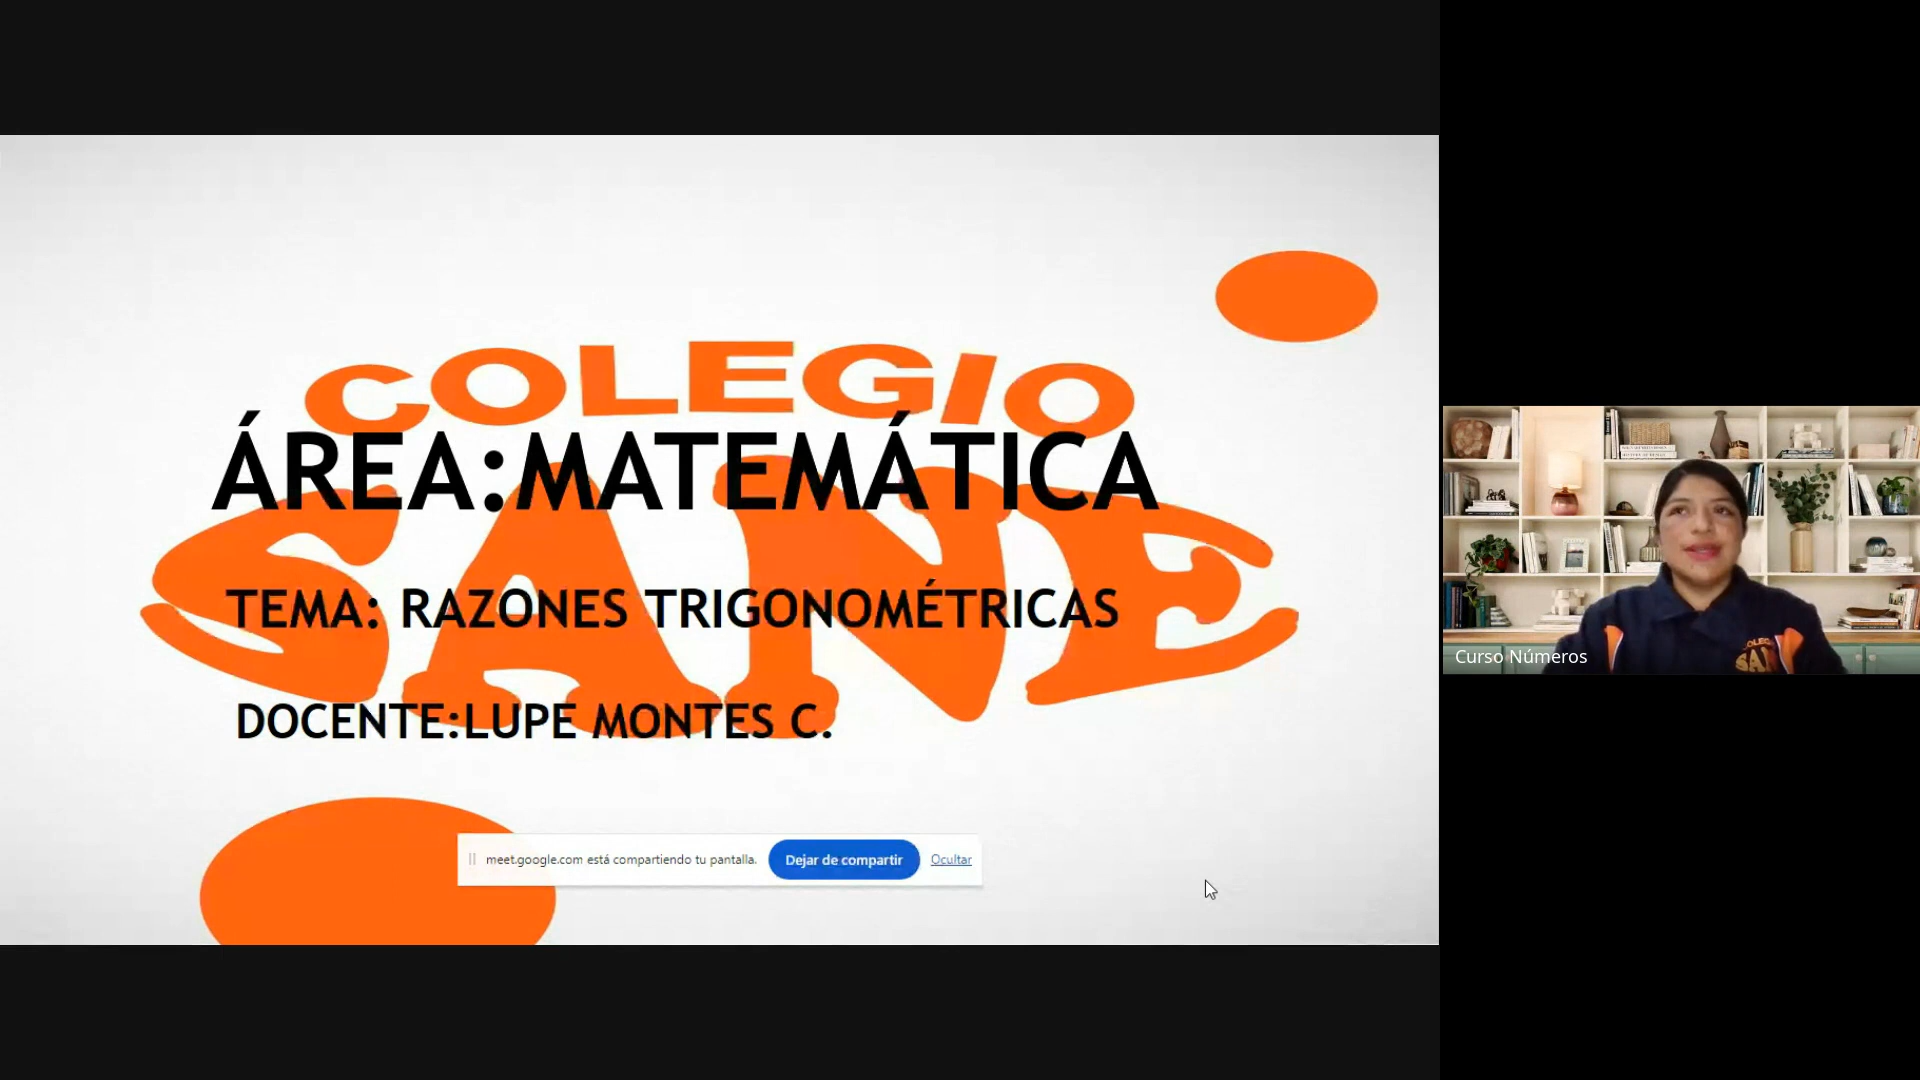 COLEGIO
SANE
ÁREA:MATEMÁTICA
TEMA: RAZONES TRIGONOMÉTRICAS
DOCENTE:LUPE MONTES C.
meet.google.com está compartiendo tu pantalla.
Dejar de compartir
Ocultar
Curso Números